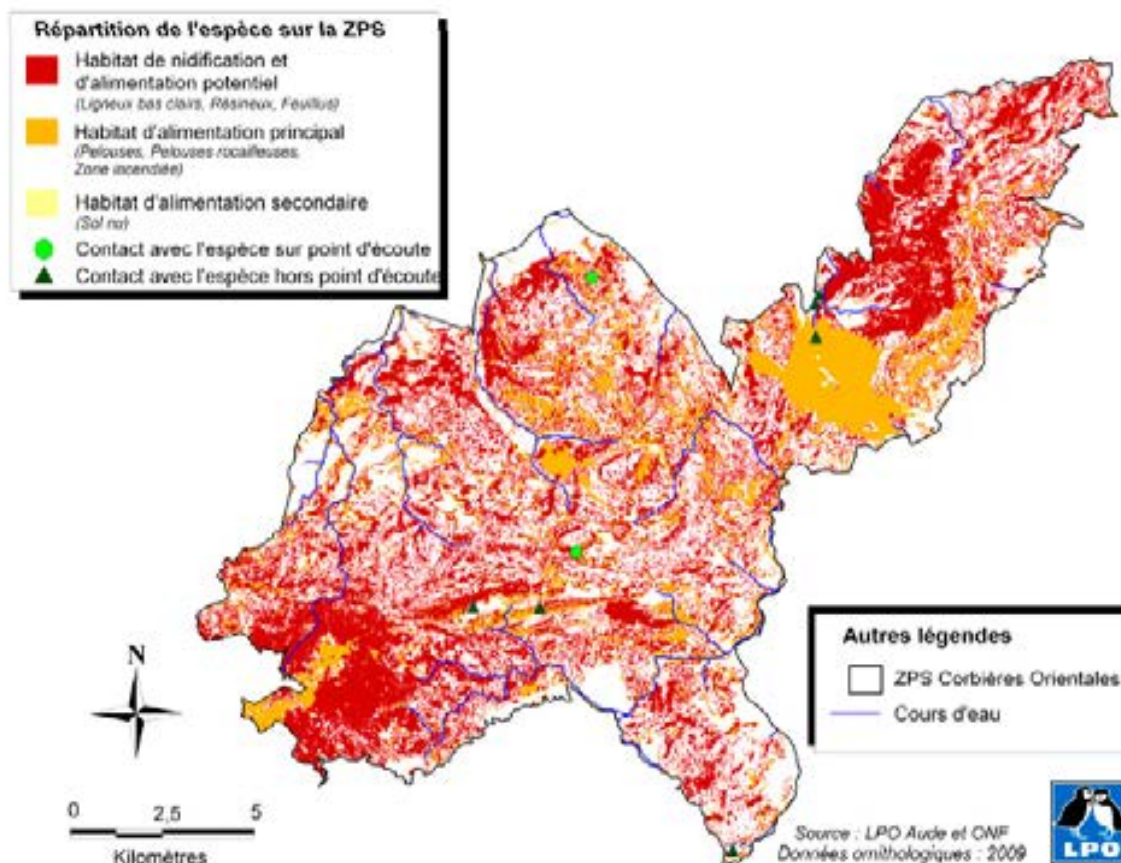 Répartition de l'espèce sur la ZPS
Habitat de nidification et
d'alimentation potentiel
(Ligneux bas clairs, Résineux, Feuillus)
Habitat d'alimentation principal
(Pelouses, Pelouses rocailleuses,
Zone incendiée)
Habitat d'alimentation secondaire
(Sol nu)
Contact avec l'espèce sur point d'écoute
Contact avec l'espèce hors point d'écoute
N
0 2,5 5
Kilomètres
Autres légendes
ZPS Corbières Orientales
Cours d'eau
Source : LPO Aude et ONF
Données ornithologiques : 2009
LPO